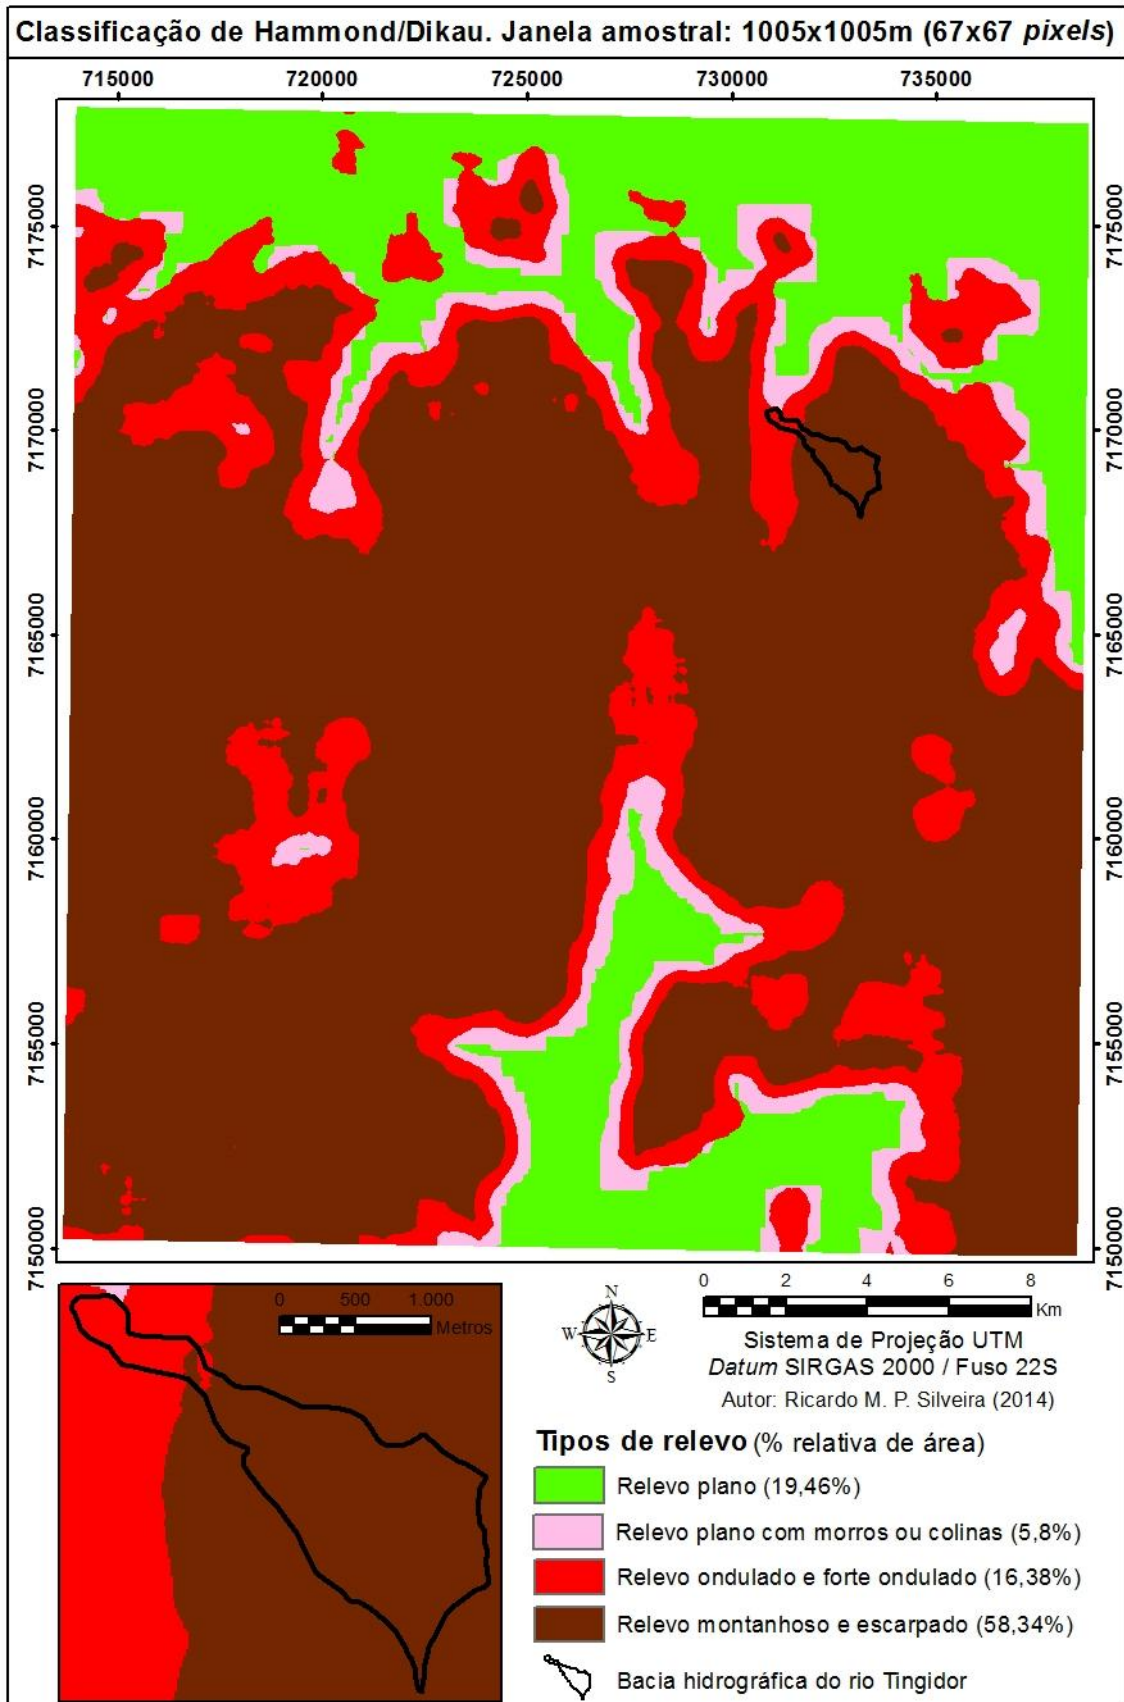 Classificação de Hammond/Dikau. Janela amostral: 1005x1005m (67x67 pixels)
715000 720000 725000 730000 735000
7175000 7175000
7170000 7170000
7165000 7165000
7160000 7160000
7155000 7155000
7150000 7150000
0 500 1.000
Metros
N
W E
S
0 2 4 6 8
Km
Sistema de Projeção UTM
Datum SIRGAS 2000 / Fuso 22S
Autor: Ricardo M. P. Silveira (2014)
Tipos de relevo (% relativa de área)
Relevo plano (19,46%)
Relevo plano com morros ou colinas (5,8%)
Relevo ondulado e forte ondulado (16,38%)
Relevo montanhoso e escarpado (58,34%)
Bacia hidrográfica do rio Tingidor